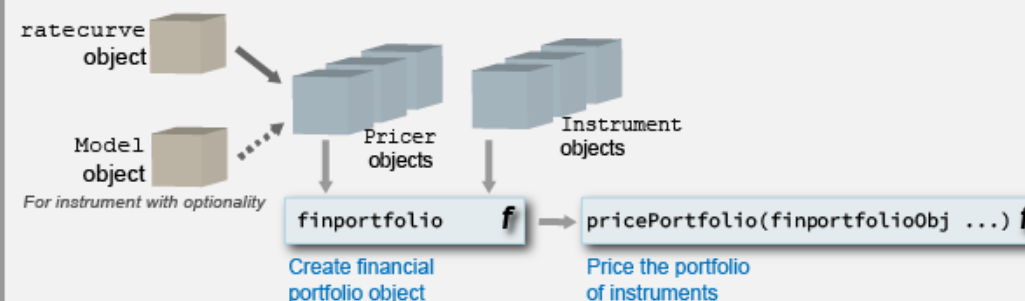 ratecurve
object
Model
object
For instrument with optionality
Pricer
objects
Instrument
objects
finportfolio f
pricePortfolio(finportfolioObj ...) f
Create financial
portfolio object
Price the portfolio
of instruments